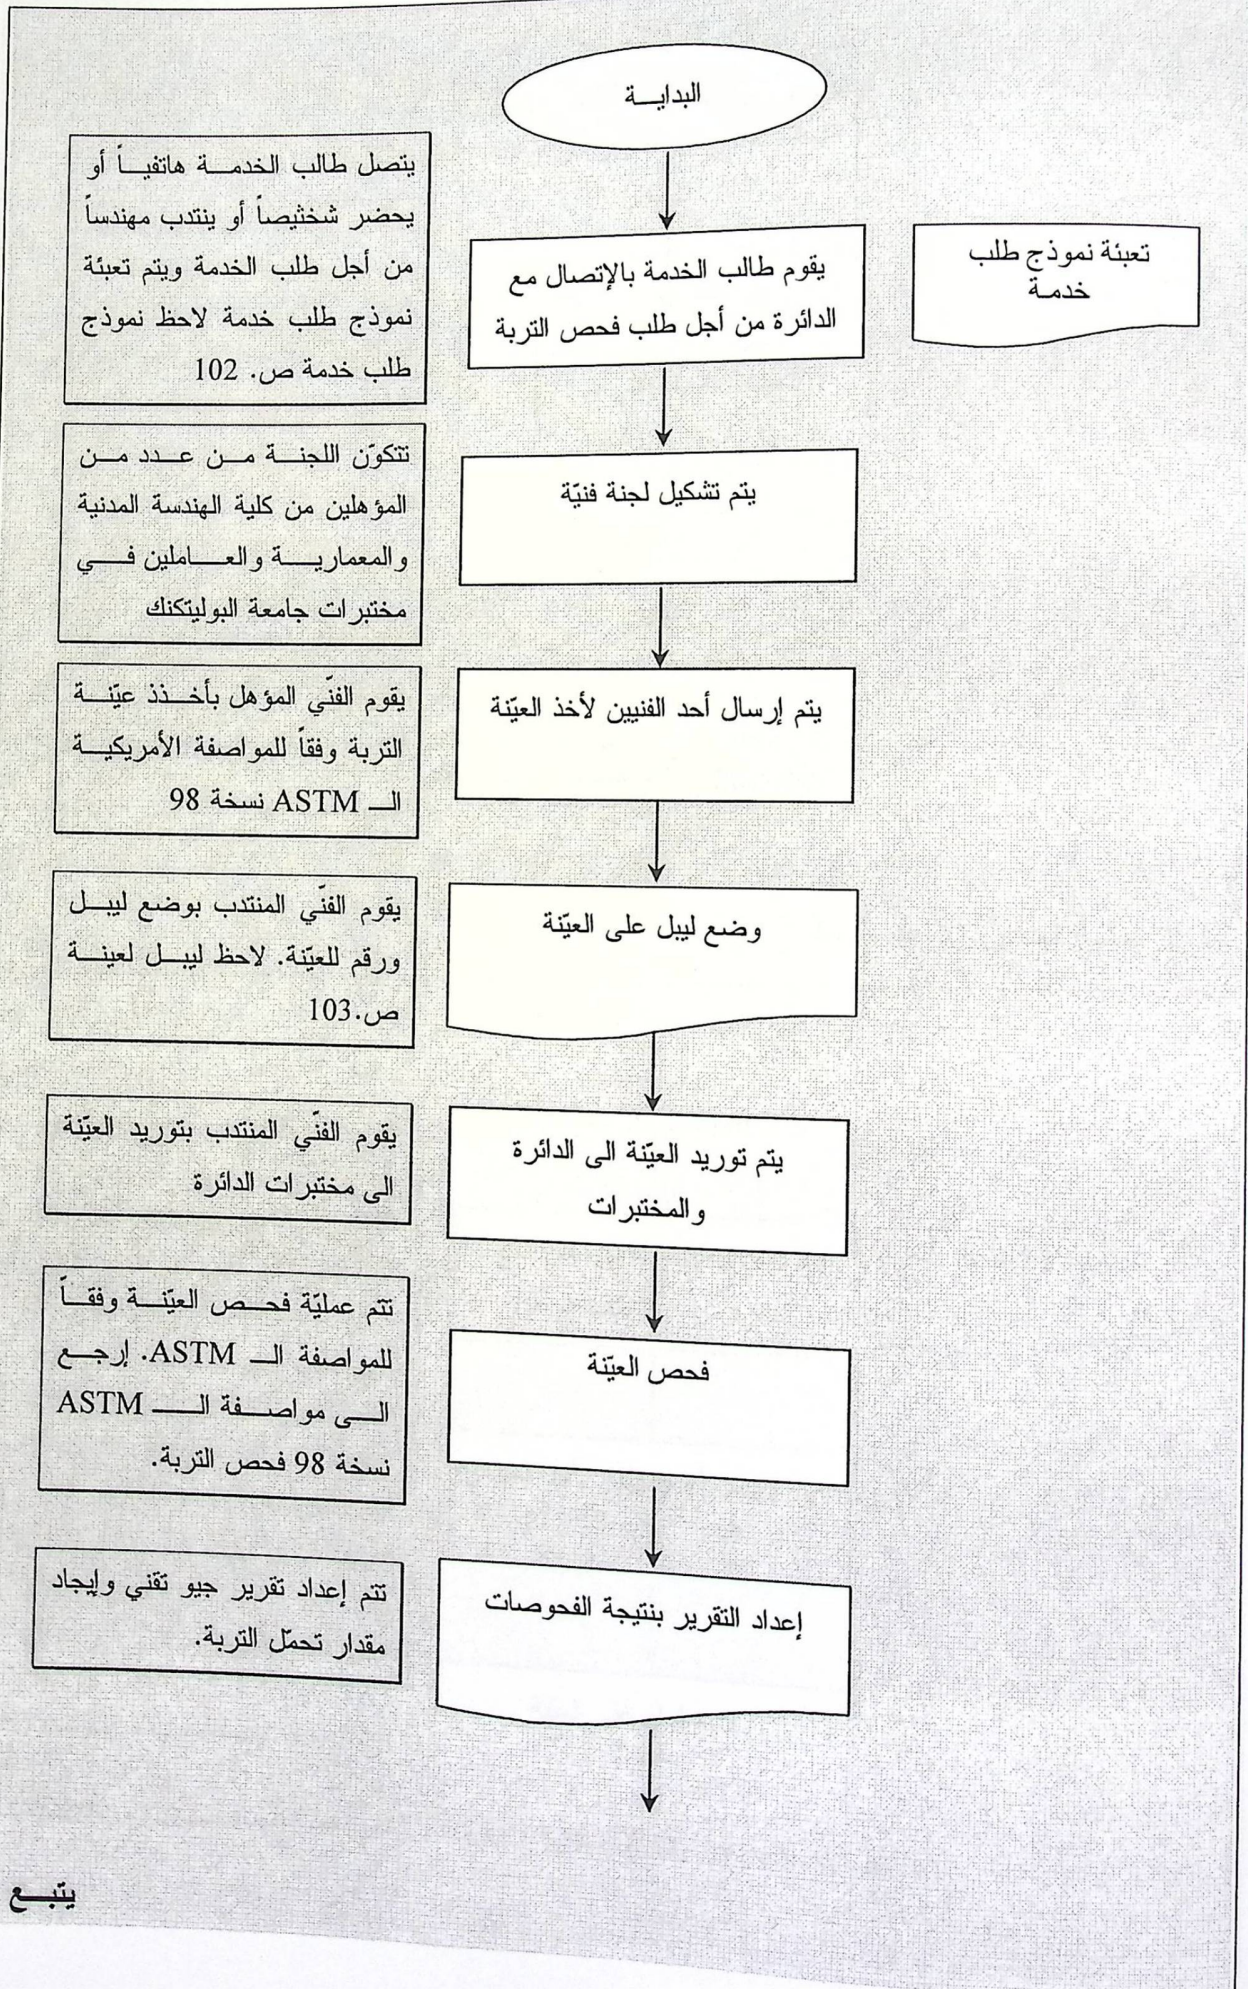 البدايــة
يقوم طالب الخدمة بالإتصال مع
الدائرة من أجل طلب فحص التربة
تعبئة نموذج طلب
خدمـة
يتصل طالب الخدمــة هاتفيــاً أو
يحضر شخثيصاً أو ينتدب مهندساً
من أجل طلب الخدمة ويتم تعبئة
نموذج طلب خدمة لاحظ نموذج
طلب خدمة ص. 102
يتم تشكيل لجنة فنيّة
تتكوّن اللجنــة مــن عــدد مــن
المؤهلين من كلية الهندسة المدنية
والمعماريــــة والعــــاملين فــــي
مختبرات جامعة البوليتكنك
يتم إرسال أحد الفنيين لأخذ العيّنة
يقوم الفنّي المؤهل بأخــذذ عيّنــة
التربة وفقاً للمواصفة الأمريكيــة
الــ ASTM نسخة 98
وضع ليبل على العيّنة
يقوم الفنّي المنتدب بوضع ليبــل
ورقم للعيّنة. لاحظ ليبــل لعينــة
ص.103
يتم توريد العيّنة الى الدائرة
والمختبرات
يقوم الفنّي المنتدب بتوريد العيّنة
الى مختبرات الدائرة
فحص العيّنة
تتم عمليّة فحــص العيّنــة وفقــاً
للمواصفة الــ ASTM. إرجــع
الــى مواصــفة الـــ ASTM
نسخة 98 فحص التربة.
إعداد التقرير بنتيجة الفحوصات
تتم إعداد تقرير جيو تقني وإيجاد
مقدار تحمّل التربة.
يتبــع